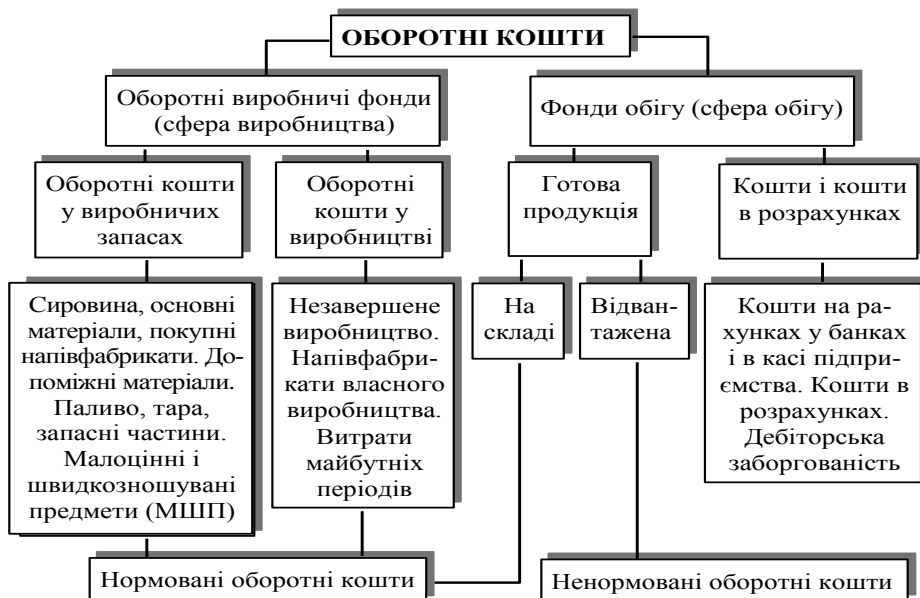 ОБОРОТНІ КОШТИ
Оборотні виробничі фонди
(сфера виробництва)
Фонди обігу (сфера обігу)
Оборотні кошти
у виробничих
запасах
Оборотні
кошти у
виробництві
Готова
продукція
Кошти і кошти
в розрахунках
Сировина, основні
матеріали, покупні
напівфабрикати. До-
поміжні матеріали.
Паливо, тара,
запасні частини.
Малоцінні і
швидкозношувані
предмети (МШП)
Незавершене
виробництво.
Напівфабри-
кати власного
виробництва.
Витрати
майбутніх
періодів
На
складі
Відван-
тажена
Кошти на ра-
хунках у банках
і в касі підпри-
ємства. Кошти в
розрахунках.
Дебіторська
заборгованість
Нормовані оборотні кошти
Ненормовані оборотні кошти